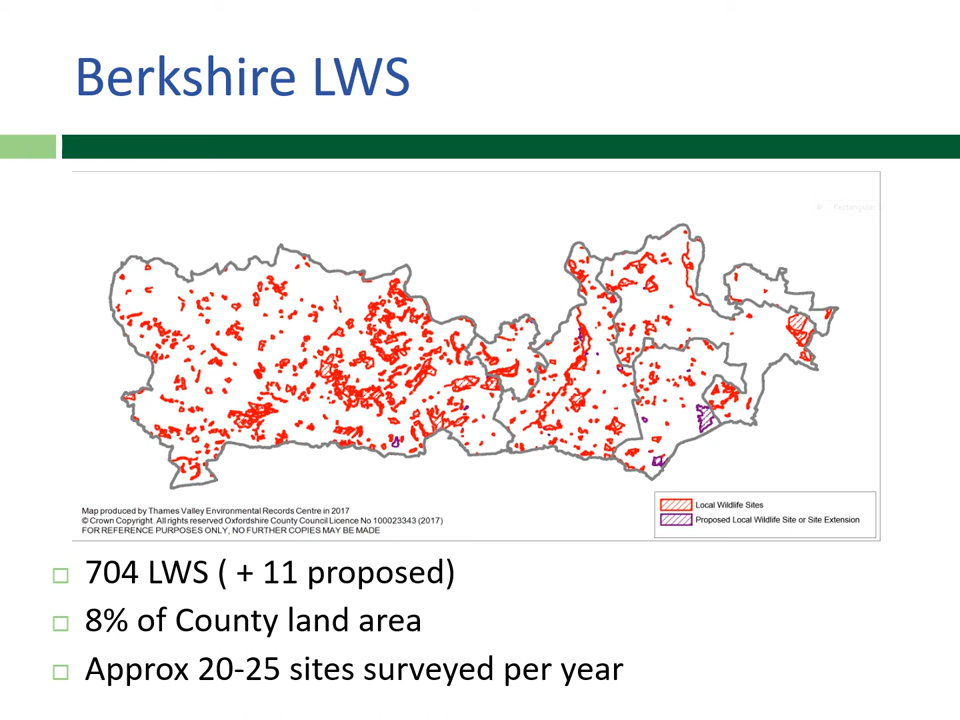 Berkshire LWS
Rectangular
Map produced by Thames Valley Environmental Records Centre in 2017
© Crown Copyright. All rights reserved Oxfordshire County Council Licence No 100023343 (2017)
FOR REFERENCE PURPOSES ONLY, NO FURTHER COPIES MAY BE MADE
Local Wildlife Sites
Proposed Local Wildlife Site or Site Extension
704 LWS ( + 11 proposed)
8% of County land area
Approx 20-25 sites surveyed per year